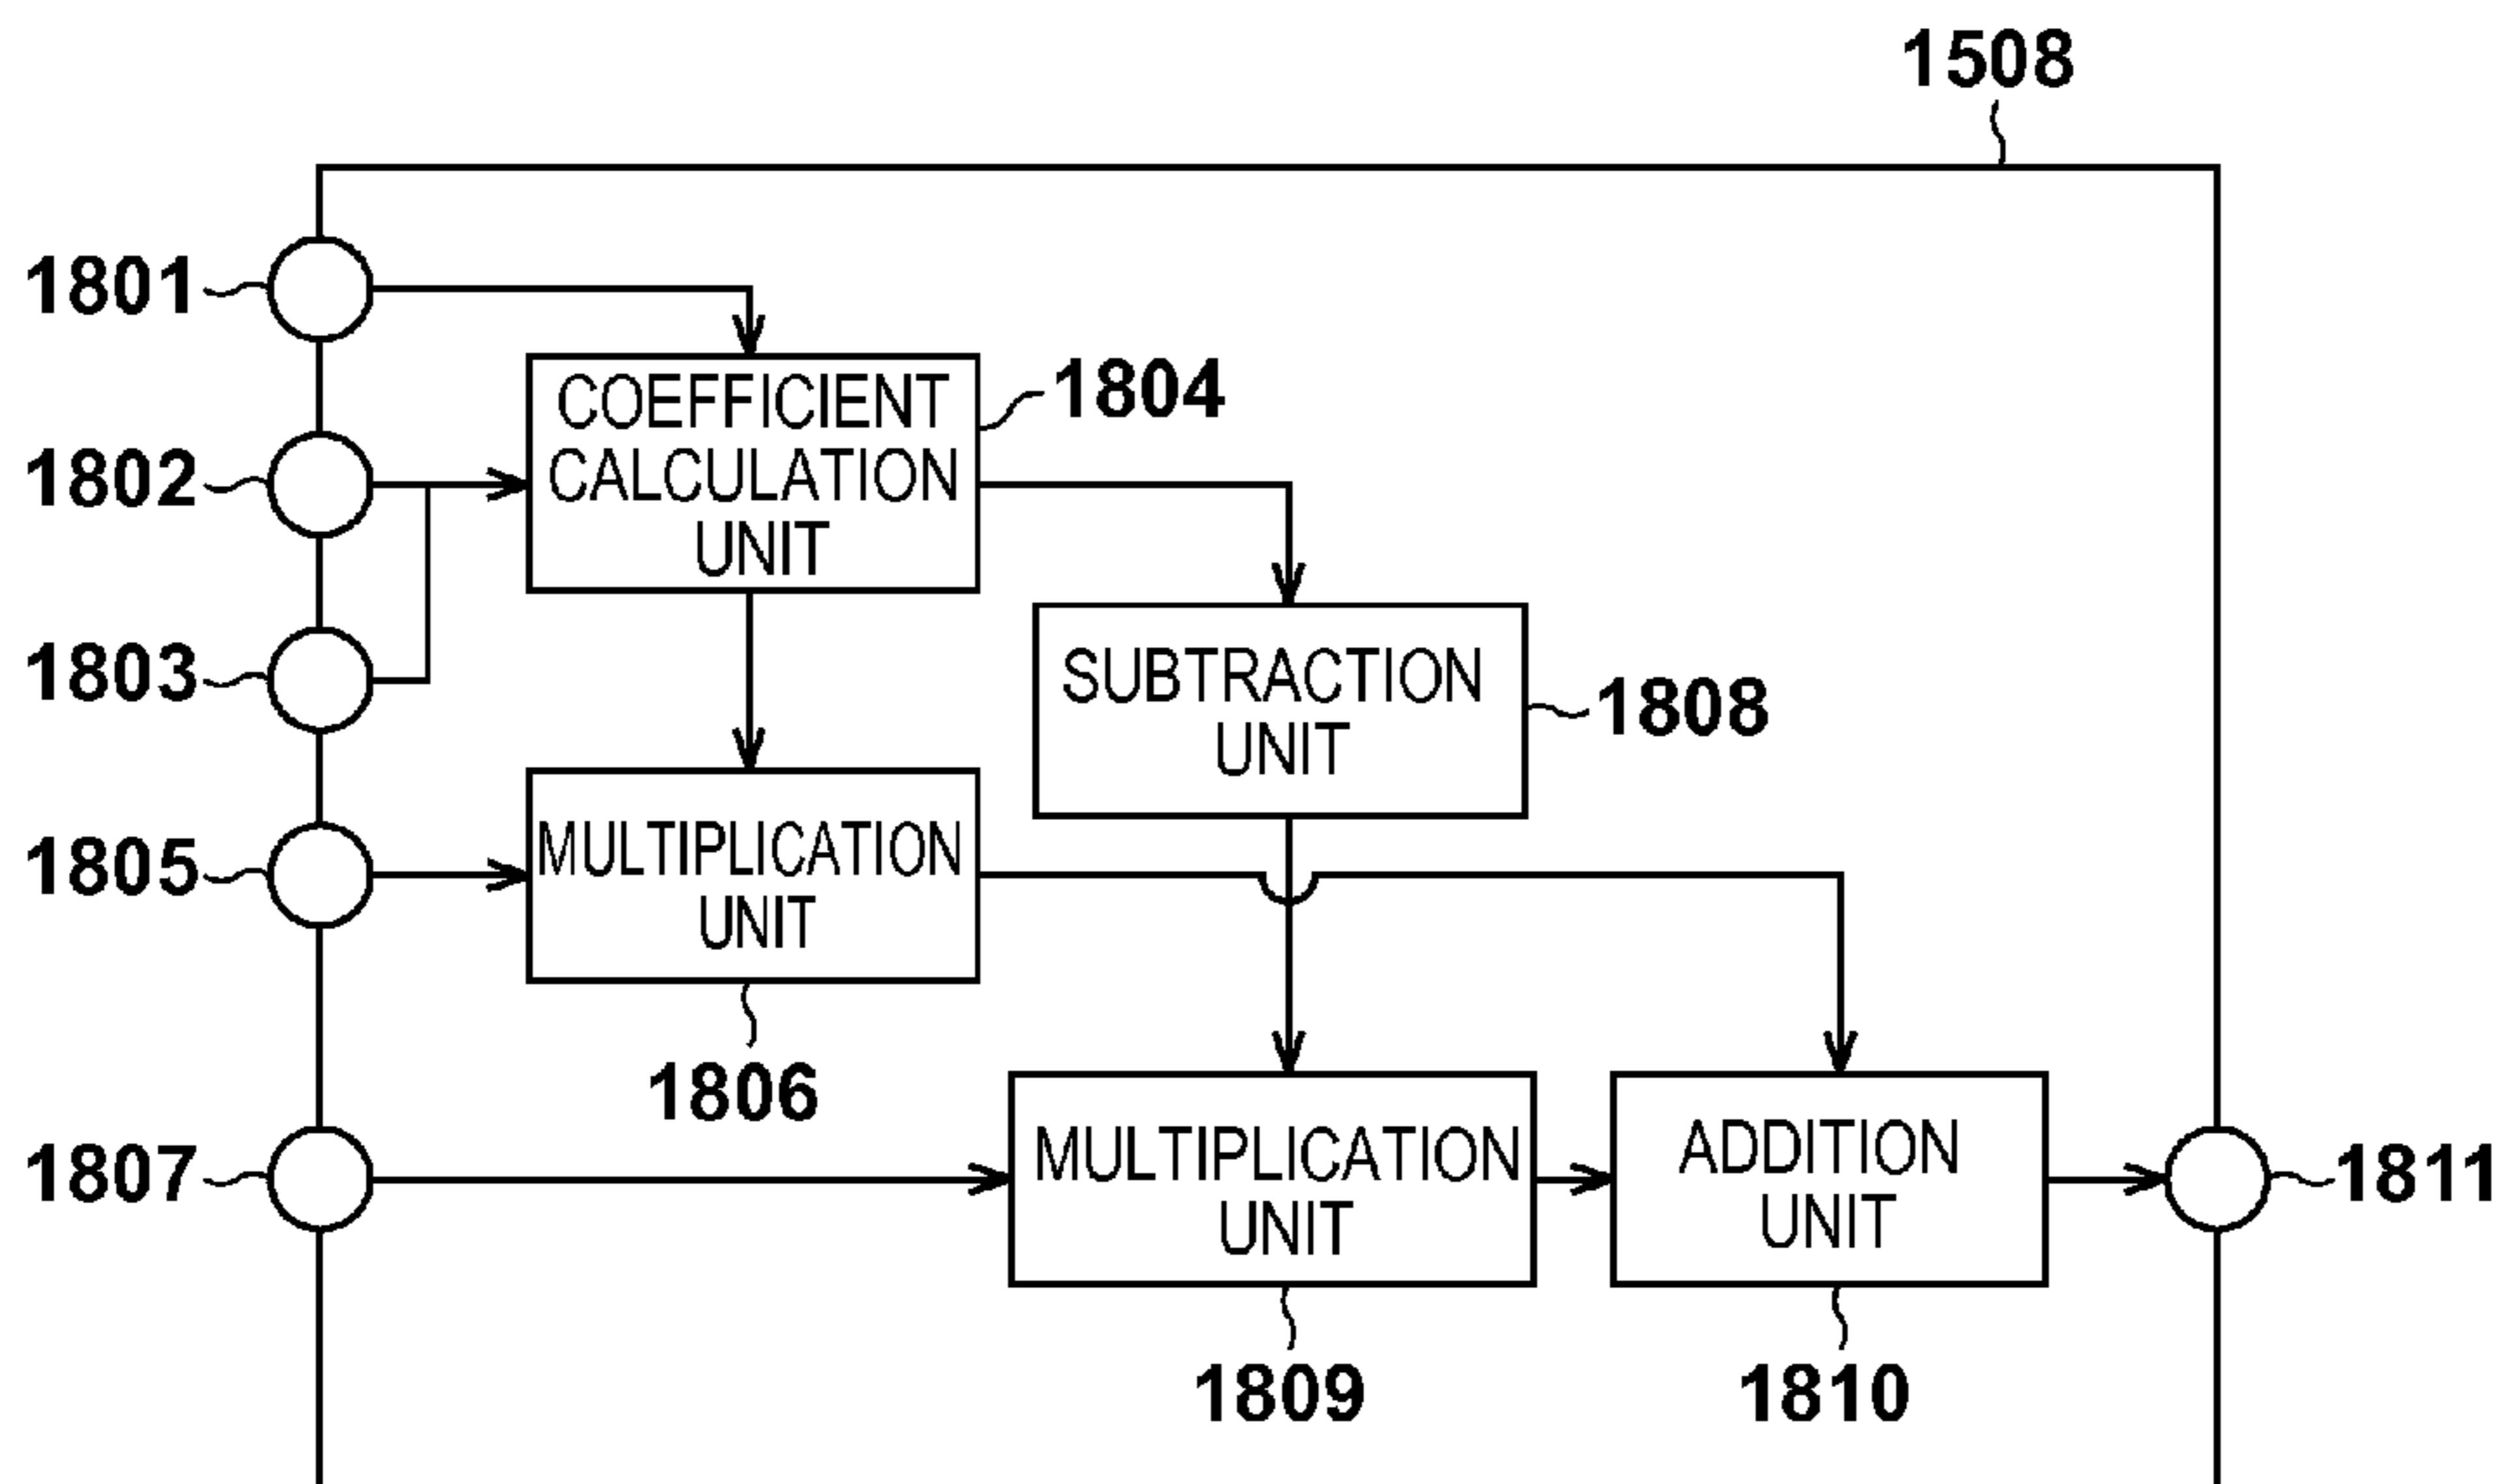 1508
1801
COEFFICIENT
CALCULATION
UNIT
1804
1802
1803
SUBTRACTION
UNIT
1808
1805
MULTIPLICATION
UNIT
1806
1807
MULTIPLICATION
UNIT
ADDITION
UNIT
1811
1809
1810